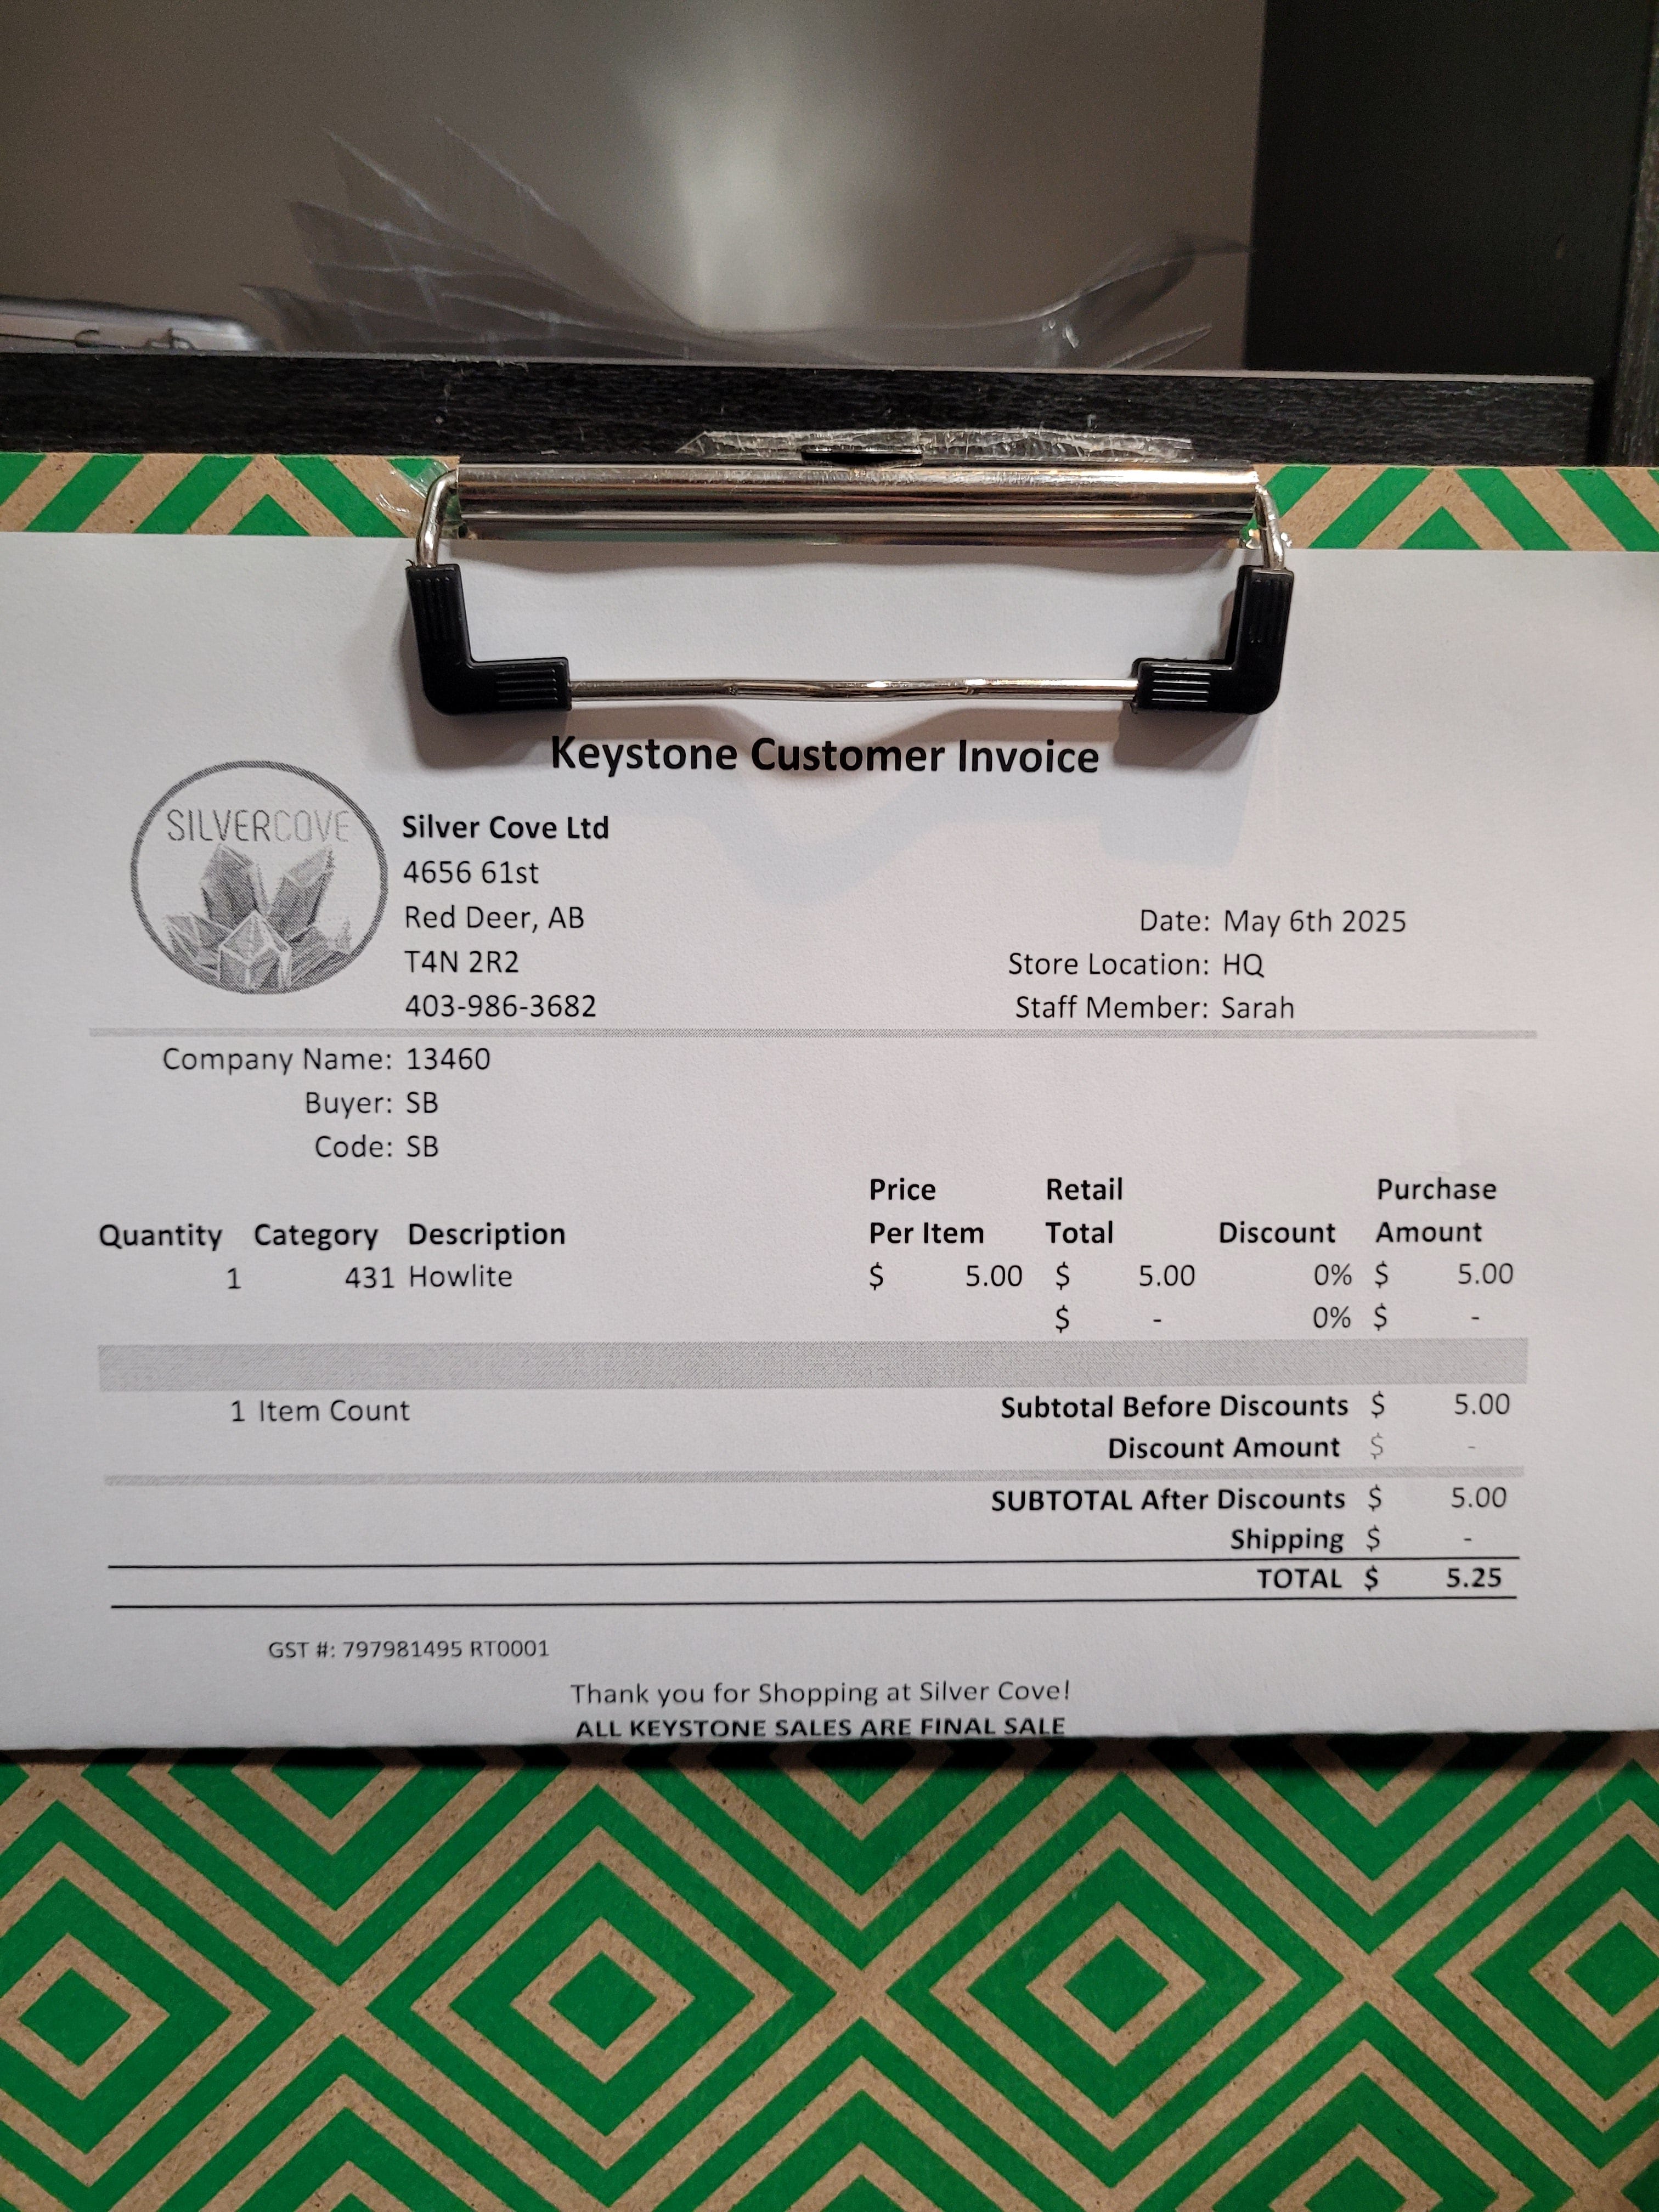 Keystone Customer Invoice
SILVERCOVE
Silver Cove Ltd
4656 61st
Red Deer, AB
T4N 2R2
403-986-3682
Date: May 6th 2025
Store Location: HQ
Staff Member: Sarah
Company Name: 13460
Buyer: SB
Code: SB
Quantity Category Description Price Per Item Retail Total Discount Purchase Amount
1 431 Howlite $ 5.00 $ 5.00 0% $ 5.00
$ - 0% $ -
1 Item Count
Subtotal Before Discounts $ 5.00
Discount Amount $ -
SUBTOTAL After Discounts $ 5.00
Shipping $ -
TOTAL $ 5.25
GST #: 797981495 RT0001
Thank you for Shopping at Silver Cove!
ALL KEYSTONE SALES ARE FINAL SALE